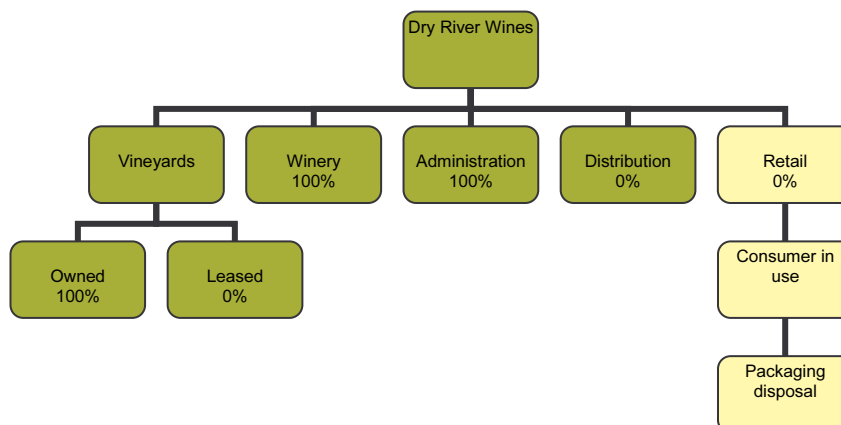 Dry River Wines
Vineyards
Winery
100%
Administration
100%
Distribution
0%
Retail
0%
Owned
100%
Leased
0%
Consumer in
use
Packaging
disposal